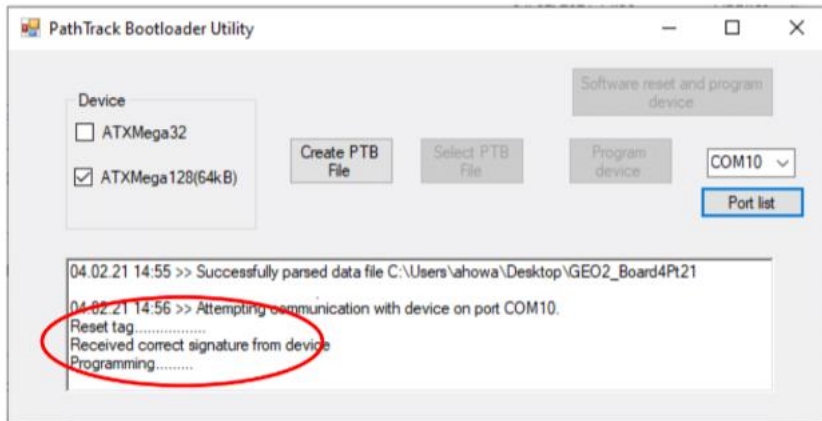 PathTrack Bootloader Utility
Software reset and program
device
Device
ATXMega32
Create PTB
File
Select PTB
File
Program
device
COM10
ATXMega128(64kB)
Port list
04.02.21 14:55 >> Successfully parsed data file C:\Users\ahowa\Desktop\GEO2_Board4Pt21
04.02.21 14:56 >> Attempting communication with device on port COM10.
Reset tag.................
Received correct signature from device
Programming.........